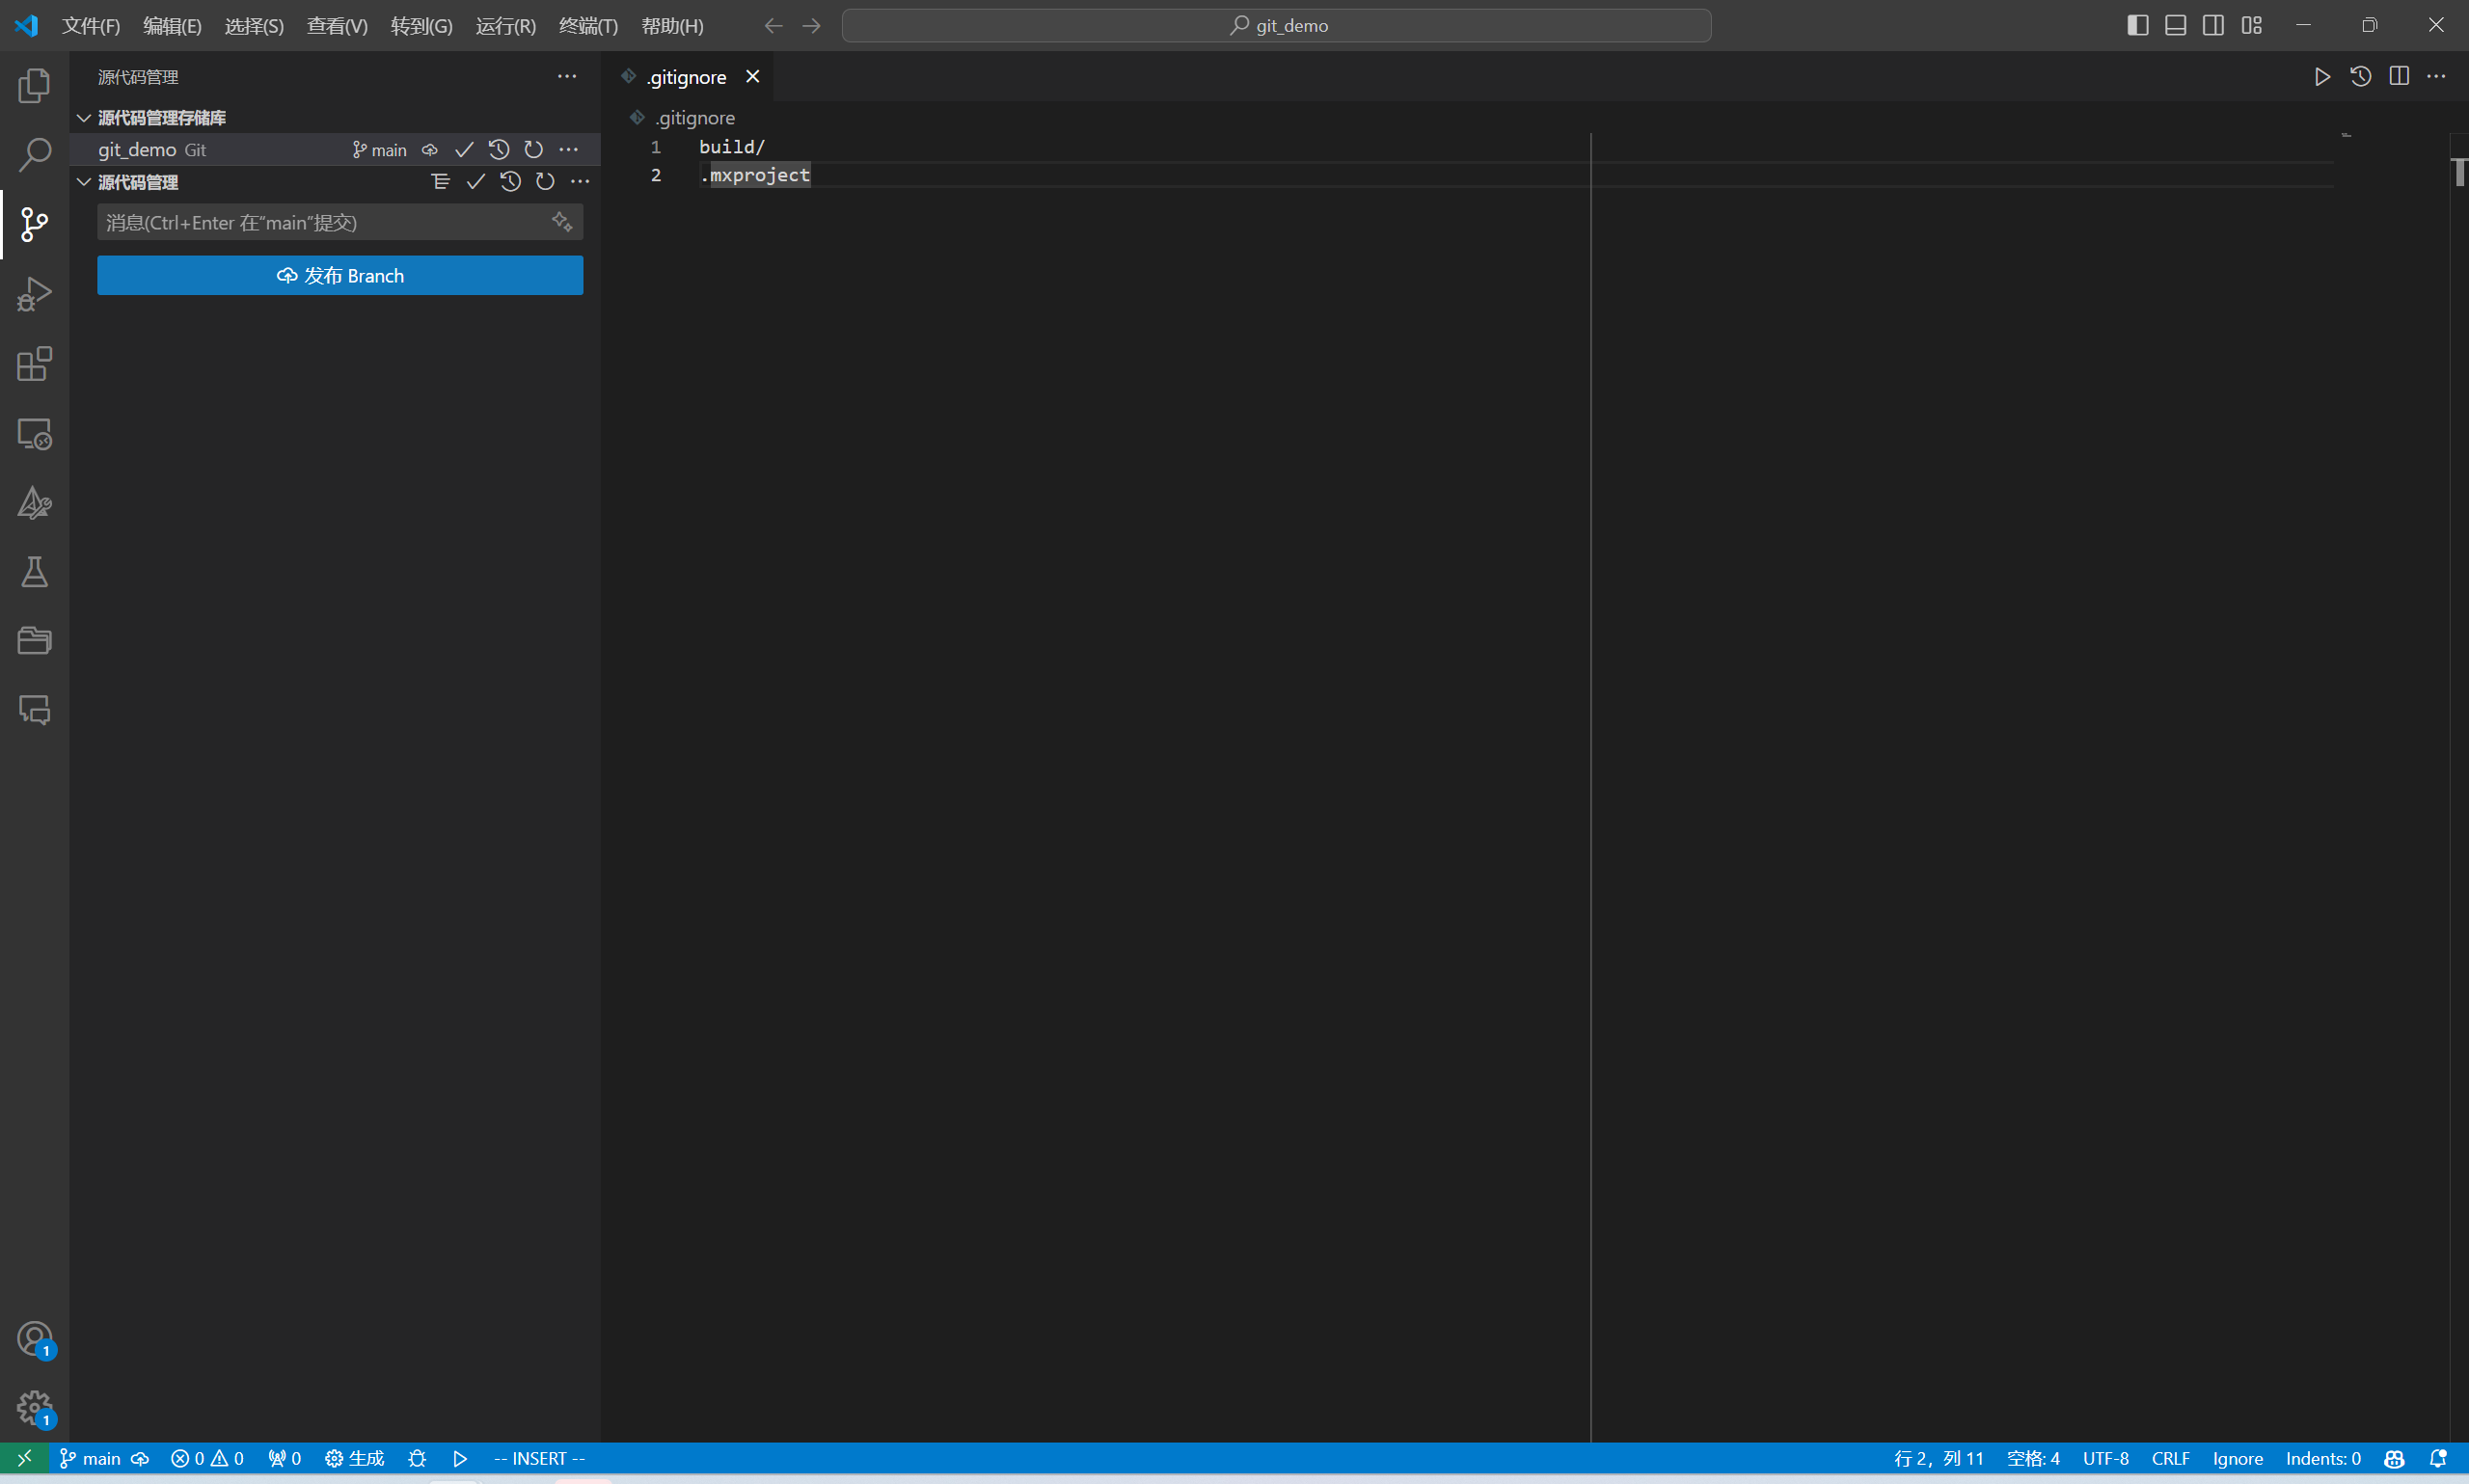 文件(F) 编辑(E) 选择(S) 查看(V) 转到(G) 运行(R) 终端(T) 帮助(H) git_demo
源代码管理
源代码管理存储库
git_demo Git main
源代码管理
消息(Ctrl+Enter 在“main”提交)
发布 Branch
.gitignore
.gitignore
1 build/
2 .mxproject
1
1
main 0 0 0 生成 -- INSERT -- 行 2，列 11 空格: 4 UTF-8 CRLF Ignore Indents: 0